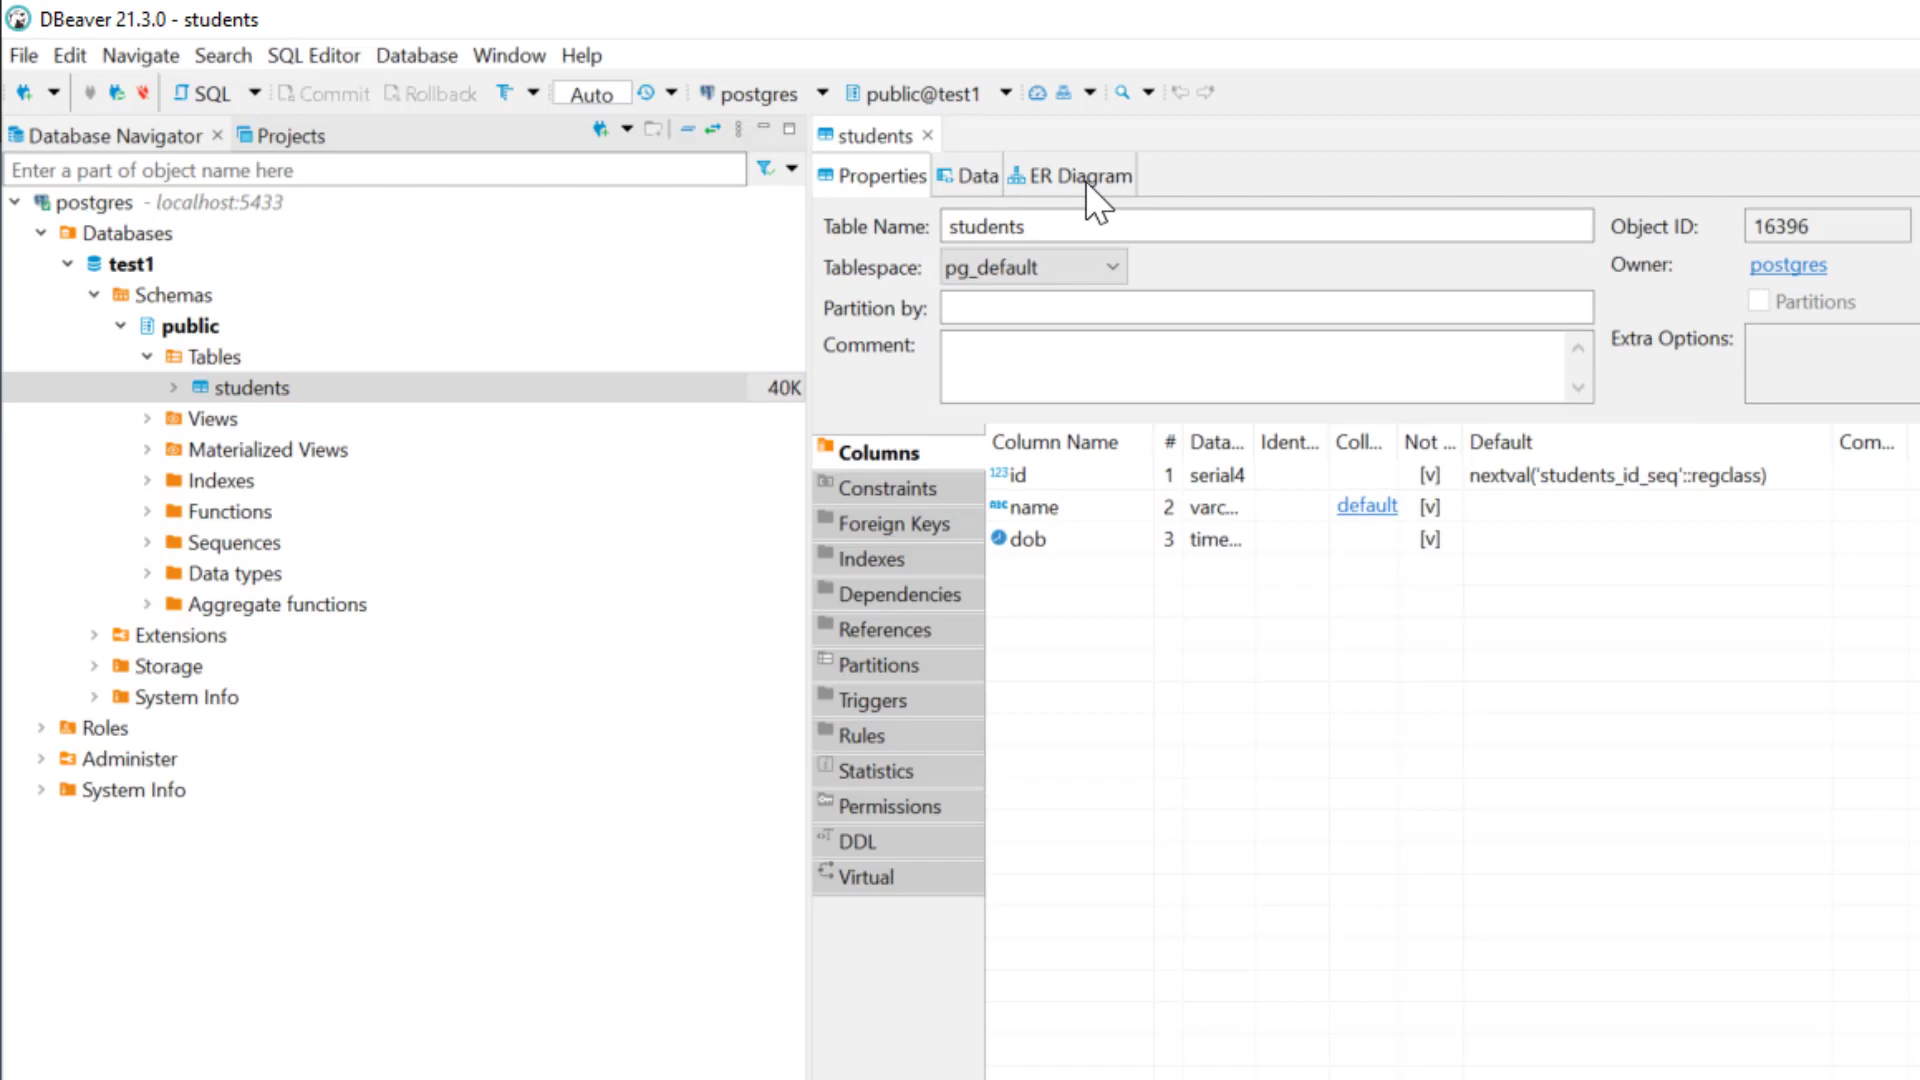 DBeaver 21.3.0 - students
File Edit Navigate Search SQL Editor Database Window Help
SQL Commit Rollback Auto postgres public@test1
Database Navigator Projects
Enter a part of object name here
postgres - localhost:5433
Databases
test1
Schemas
public
Tables
students 40K
Views
Materialized Views
Indexes
Functions
Sequences
Data types
Aggregate functions
Extensions
Storage
System Info
Roles
Administer
System Info
students
Properties Data ER Diagram
Table Name: students
Tablespace: pg_default
Partition by:
Comment:
Object ID: 16396
Owner: postgres
Partitions
Extra Options:
Columns
Constraints
Foreign Keys
Indexes
Dependencies
References
Partitions
Triggers
Rules
Statistics
Permissions
DDL
Virtual
Column Name # Data... Ident... Coll... Not ... Default Com...
123 id 1 serial4 [v] nextval('students_id_seq'::regclass)
ABC name 2 varc... default [v]
dob 3 time... [v]